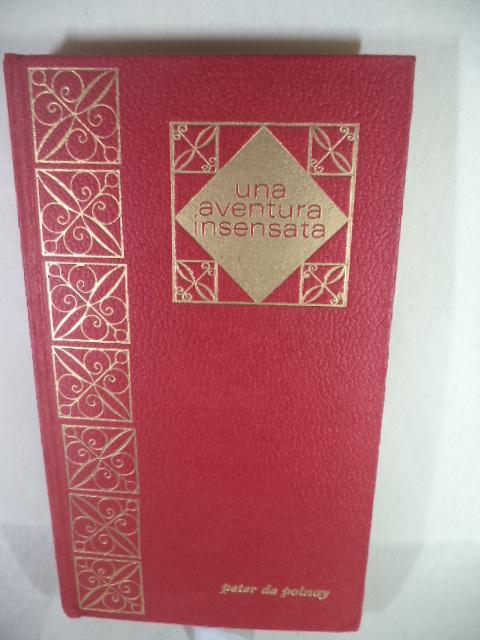 una
aventura
insensata
peter de polnay